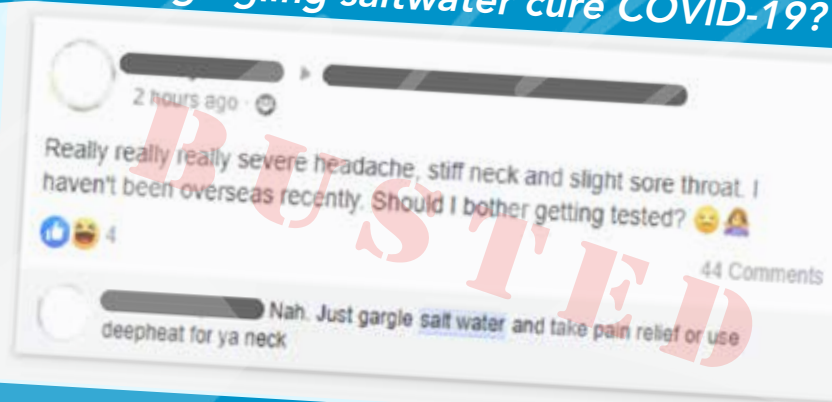 saltwater cure COVID-19?
2 hours ago
Really really really severe headache, stiff neck and slight sore throat. I
haven't been overseas recently. Should I bother getting tested?
4
44 Comments
Nah. Just gargle salt water and take pain relief or use
deepheat for ya neck
BUSTED